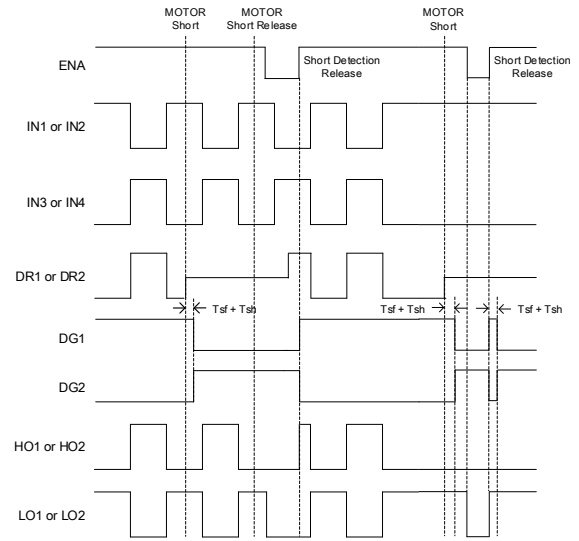 MOTOR
Short
MOTOR
Short Release
MOTOR
Short
ENA
Short Detection
Release
Short Detection
Release
IN1 or IN2
IN3 or IN4
DR1 or DR2
Tsf + Tsh
Tsf + Tsh
Tsf + Tsh
DG1
DG2
HO1 or HO2
LO1 or LO2